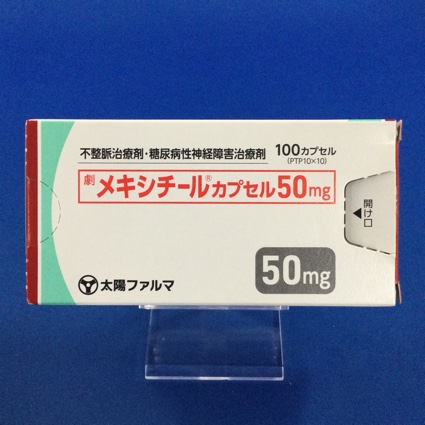 不整脈治療剤・糖尿病性神経障害治療剤 100カプセル
(PTP10×10)
劇 メキシチール®カプセル50mg
開け口
50mg
太陽ファルマ